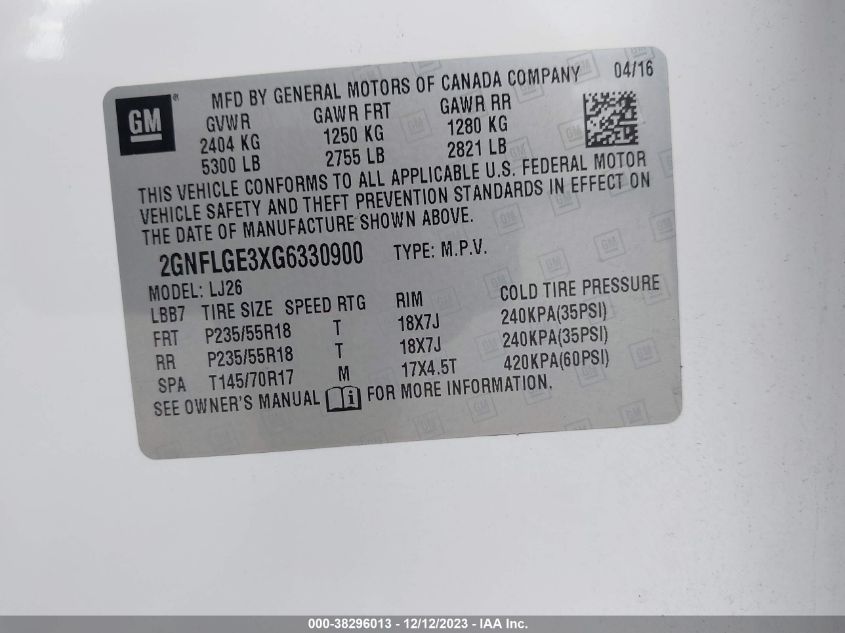 GM ® MFD BY GENERAL MOTORS OF CANADA COMPANY 04/16
GVWR GAWR FRT GAWR RR
2404 KG 1250 KG 1280 KG
5300 LB 2755 LB 2821 LB
THIS VEHICLE CONFORMS TO ALL APPLICABLE U.S. FEDERAL MOTOR
VEHICLE SAFETY AND THEFT PREVENTION STANDARDS IN EFFECT ON
THE DATE OF MANUFACTURE SHOWN ABOVE.
2GNFLGE3XG6330900 TYPE: M.P.V.
MODEL: LJ26
LBB7 TIRE SIZE SPEED RTG RIM COLD TIRE PRESSURE
FRT P235/55R18 T 18X7J 240KPA(35PSI)
RR P235/55R18 T 18X7J 240KPA(35PSI)
SPA T145/70R17 M 17X4.5T 420KPA(60PSI)
SEE OWNER'S MANUAL FOR MORE INFORMATION.
000-38296013 - 12/12/2023 - IAA Inc.